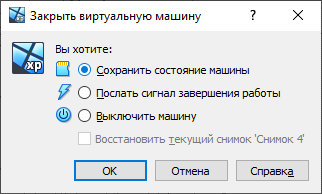 Закрыть виртуальную машину
Вы хотите:
Сохранить состояние машины
Послать сигнал завершения работы
Выключить машину
Восстановить текущий снимок 'Снимок 4'
OK
Отмена
Справка
xp